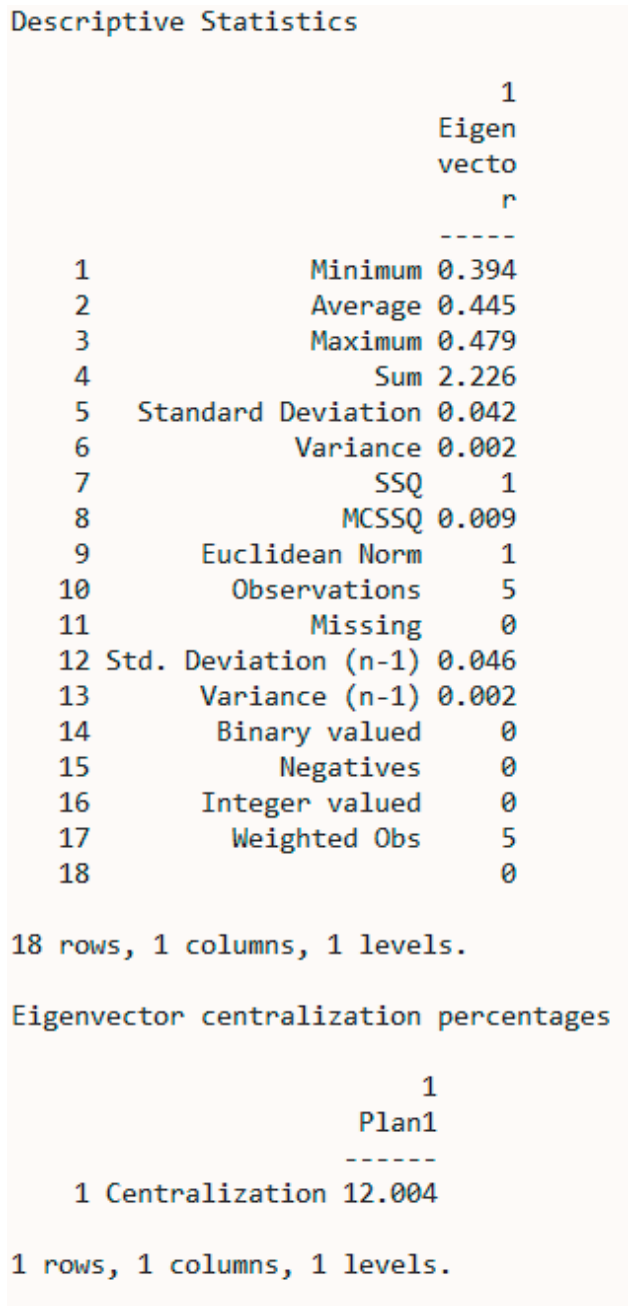 Descriptive Statistics
1
Eigen
vecto
r
-----
1 Minimum 0.394
2 Average 0.445
3 Maximum 0.479
4 Sum 2.226
5 Standard Deviation 0.042
6 Variance 0.002
7 SSQ 1
8 MCSSQ 0.009
9 Euclidean Norm 1
10 Observations 5
11 Missing 0
12 Std. Deviation (n-1) 0.046
13 Variance (n-1) 0.002
14 Binary valued 0
15 Negatives 0
16 Integer valued 0
17 Weighted Obs 5
18 0
18 rows, 1 columns, 1 levels.
Eigenvector centralization percentages
1
Plan1
------
1 Centralization 12.004
1 rows, 1 columns, 1 levels.